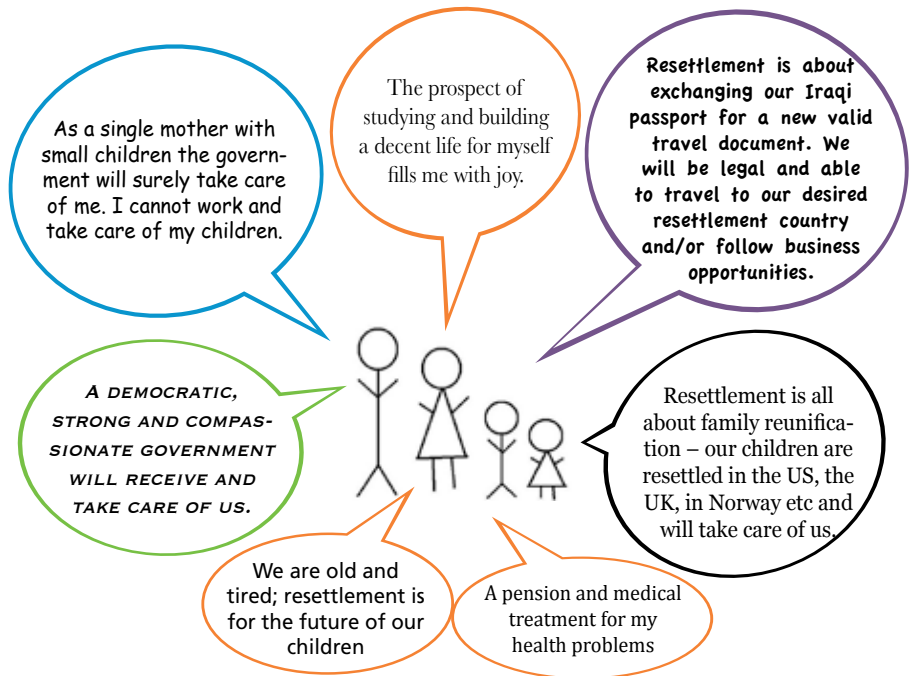 As a single mother with
small children the govern-
ment will surely take care
of me. I cannot work and
take care of my children.
The prospect of
studying and building
a decent life for myself
fills me with joy.
Resettlement is about
exchanging our Iraqi
passport for a new valid
travel document. We
will be legal and able
to travel to our desired
resettlement country
and/or follow business
opportunities.
A DEMOCRATIC,
STRONG AND COMPAS-
SIONATE GOVERNMENT
WILL RECEIVE AND
TAKE CARE OF US.
Resettlement is all
about family reunifica-
tion – our children are
resettled in the US, the
UK, in Norway etc and
will take care of us.
We are old and
tired; resettlement is
for the future of our
children
A pension and medical
treatment for my
health problems